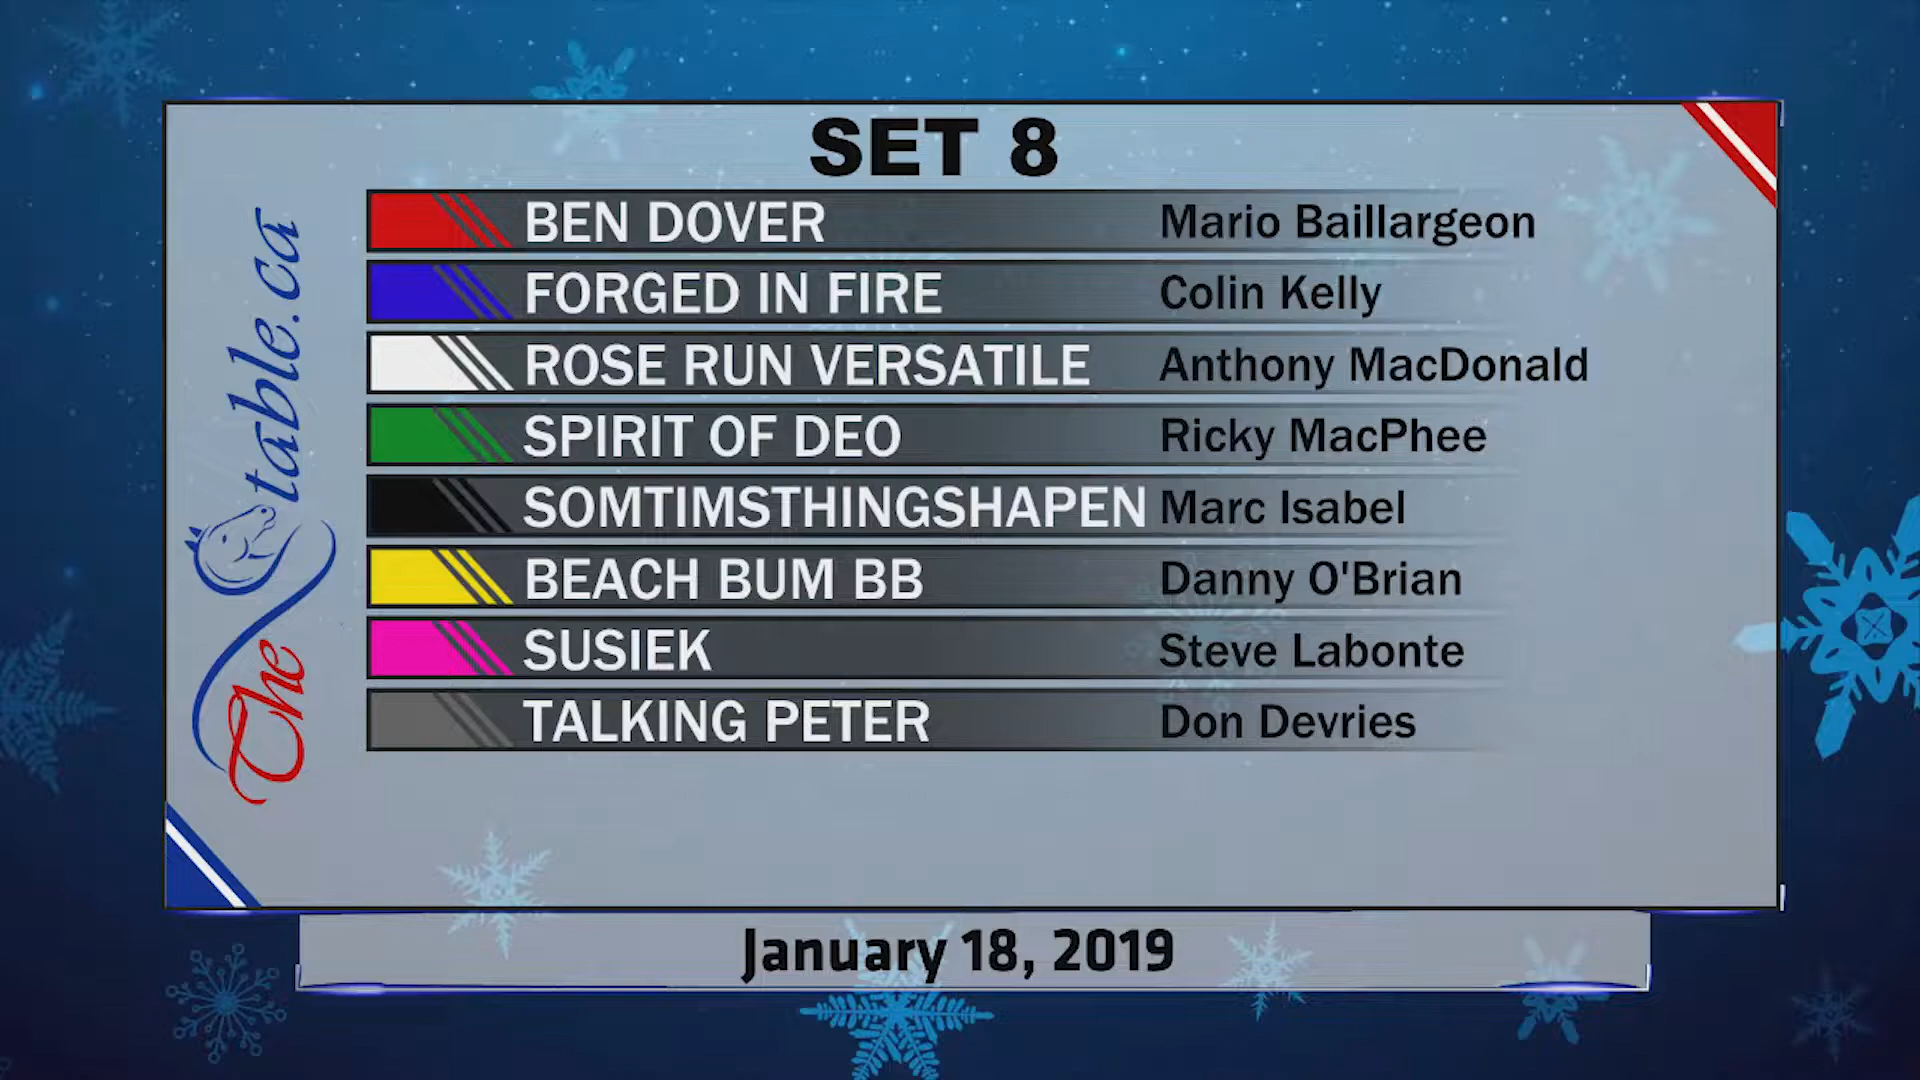 SET 8
BEN DOVER Mario Baillargeon
FORGED IN FIRE Colin Kelly
ROSE RUN VERSATILE Anthony MacDonald
SPIRIT OF DEO Ricky MacPhee
SOMTIMSTHINGSHAPEN Marc Isabel
BEACH BUM BB Danny O'Brian
SUSIEK Steve Labonte
TALKING PETER Don Devries
The Stable.ca
January 18, 2019